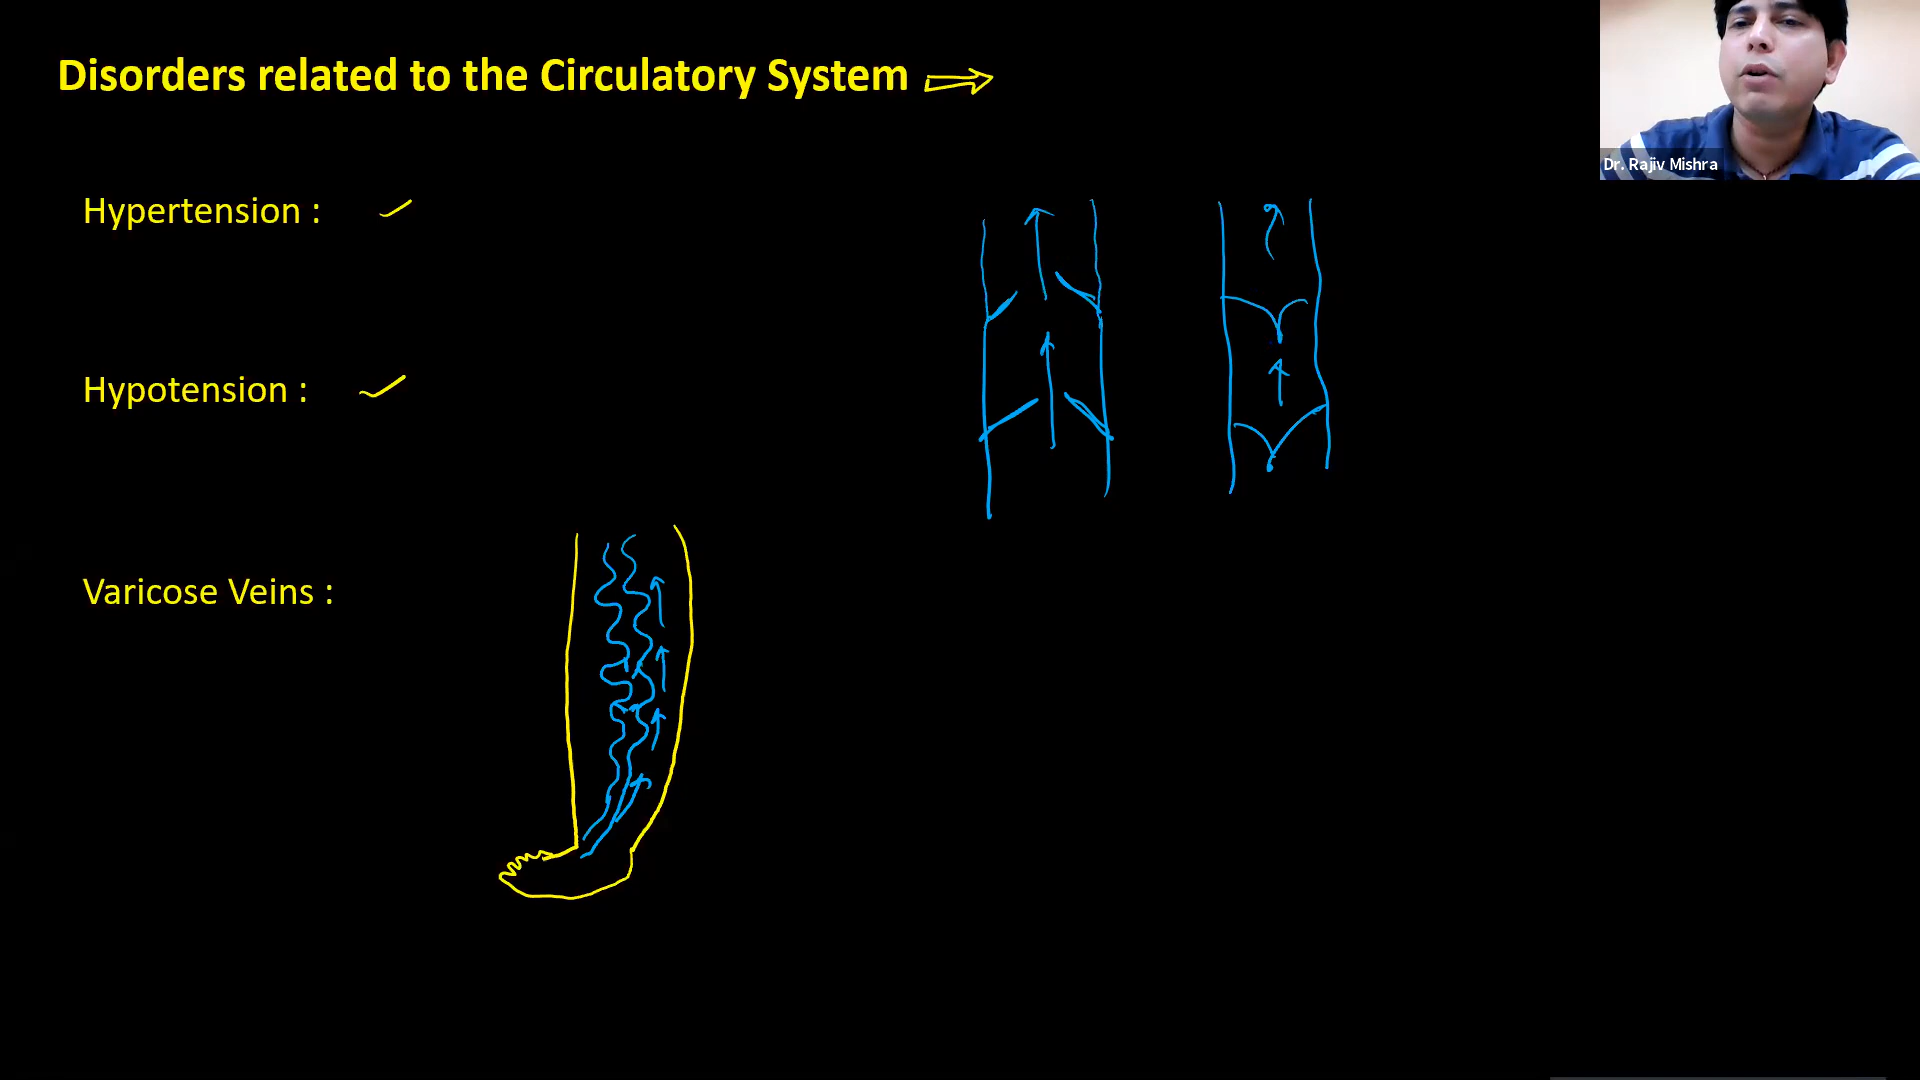 Disorders related to the Circulatory System
Dr. Rajiv Mishra
Hypertension :
Hypotension :
Varicose Veins :